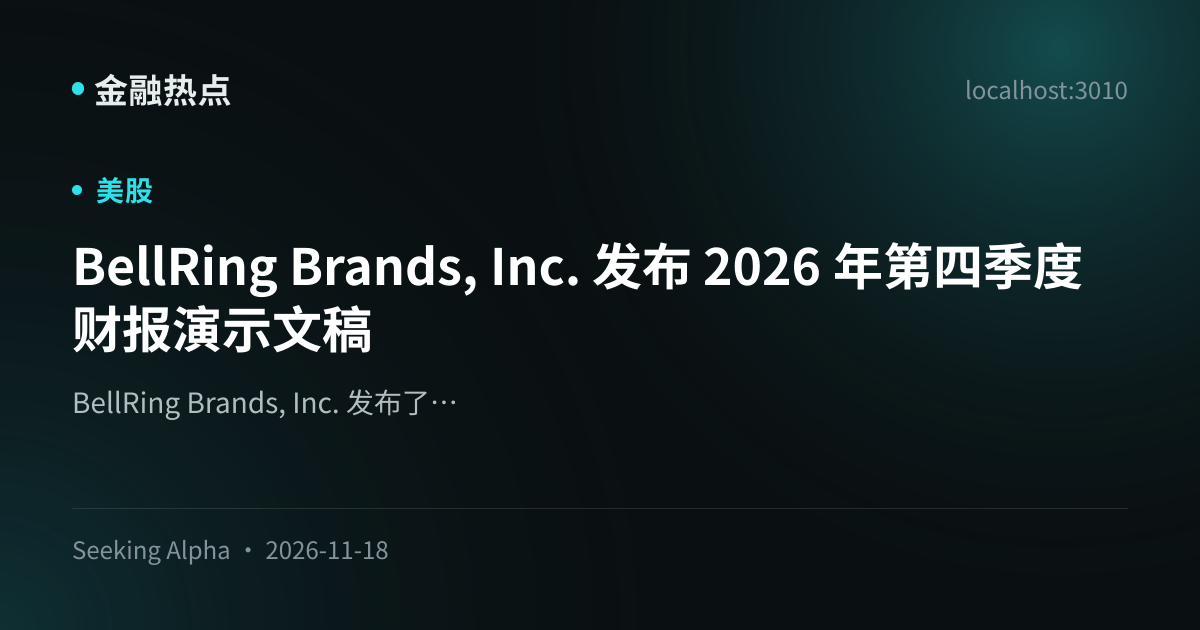 金融热点
localhost:3010
美股
BellRing Brands, Inc. 发布 2026 年第四季度
财报演示文稿
BellRing Brands, Inc. 发布了…
Seeking Alpha · 2026-11-18